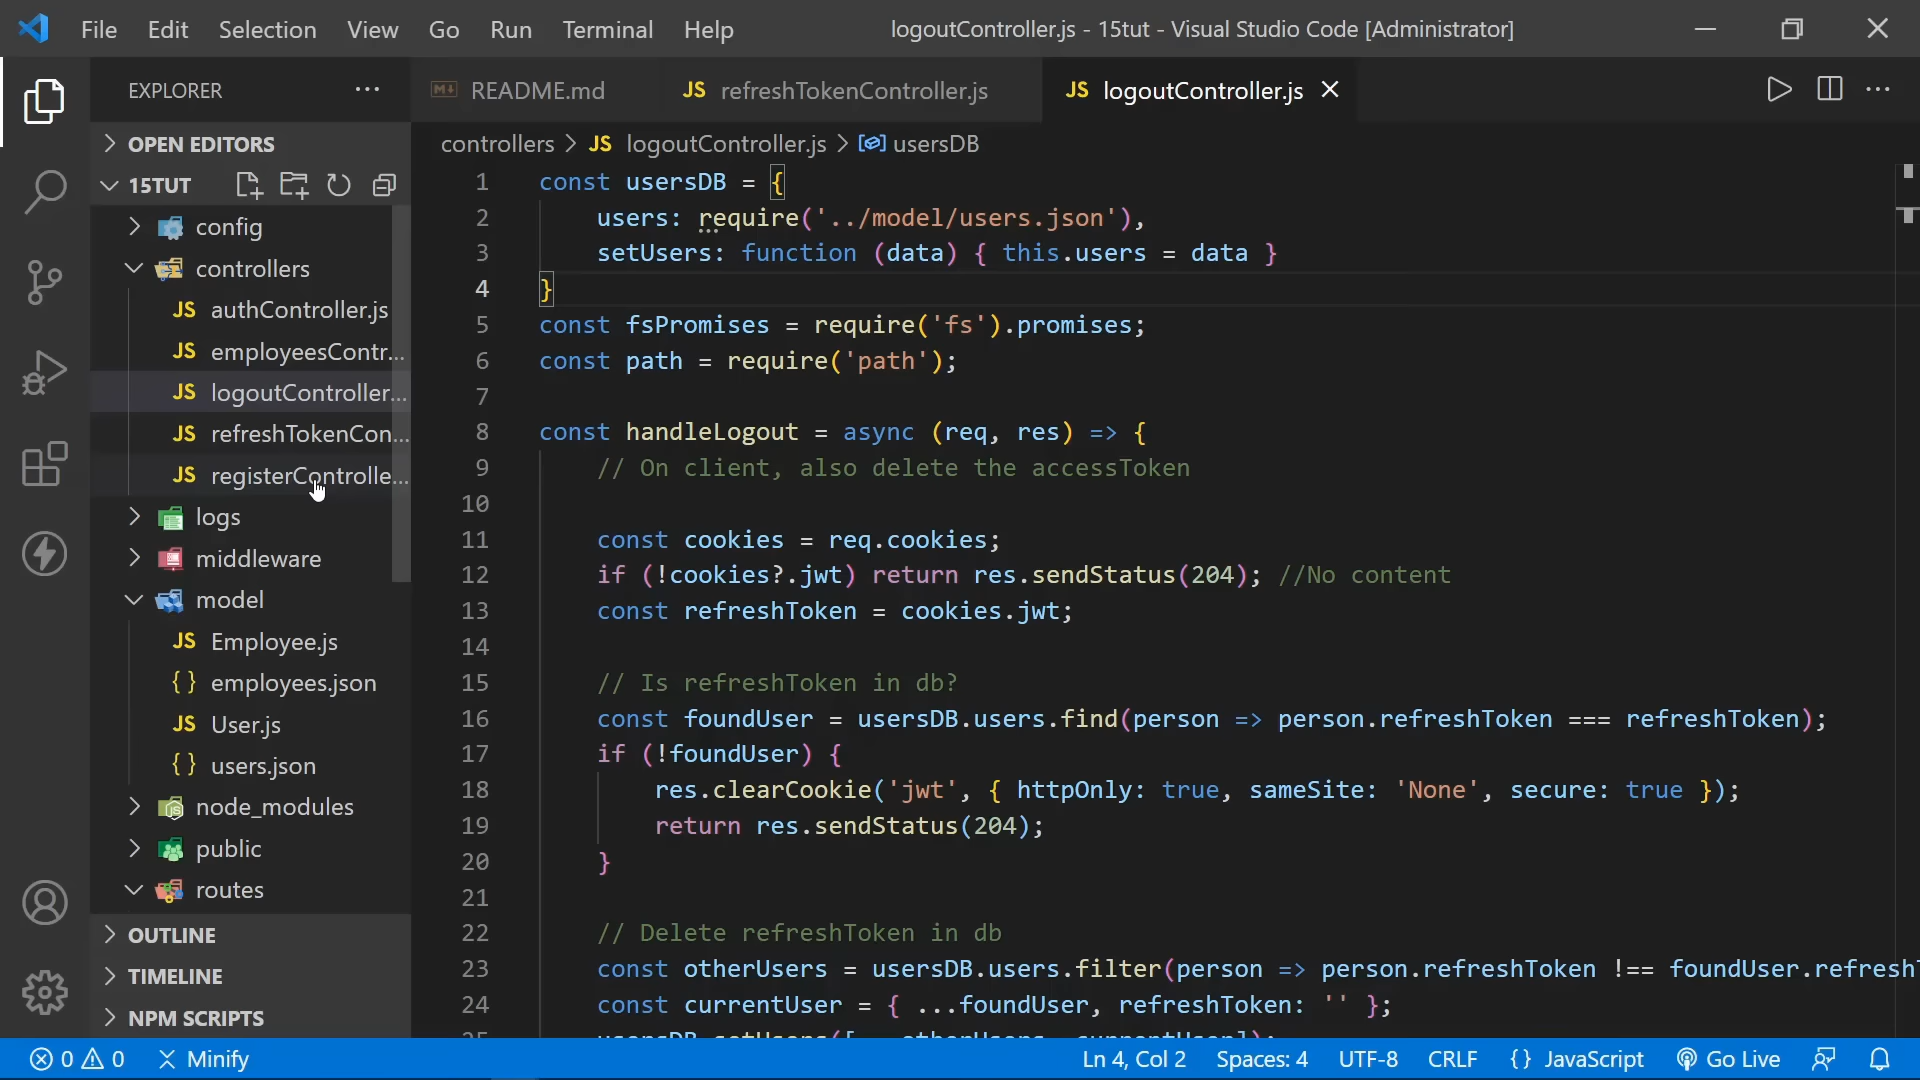 File Edit Selection View Go Run Terminal Help
logoutController.js - 15tut - Visual Studio Code [Administrator]
EXPLORER
README.md
JS refreshTokenController.js
JS logoutController.js
OPEN EDITORS
controllers > JS logoutController.js > usersDB
15TUT
config
controllers
JS authController.js
JS employeesContr...
JS logoutController...
JS refreshTokenCon...
JS registerControlle...
logs
middleware
model
JS Employee.js
{ } employees.json
JS User.js
{ } users.json
node_modules
public
routes
OUTLINE
TIMELINE
NPM SCRIPTS
1 const usersDB = {
2 users: require('../model/users.json'),
3 setUsers: function (data) { this.users = data }
4 }
5 const fsPromises = require('fs').promises;
6 const path = require('path');
7
8 const handleLogout = async (req, res) => {
9 // On client, also delete the accessToken
10
11 const cookies = req.cookies;
12 if (!cookies?.jwt) return res.sendStatus(204); //No content
13 const refreshToken = cookies.jwt;
14
15 // Is refreshToken in db?
16 const foundUser = usersDB.users.find(person => person.refreshToken === refreshToken);
17 if (!foundUser) {
18 res.clearCookie('jwt', { httpOnly: true, sameSite: 'None', secure: true });
19 return res.sendStatus(204);
20 }
21
22 // Delete refreshToken in db
23 const otherUsers = usersDB.users.filter(person => person.refreshToken !== foundUser.refreshT
24 const currentUser = { ...foundUser, refreshToken: '' };
0 0 Minify
Ln 4, Col 2 Spaces: 4 UTF-8 CRLF { } JavaScript Go Live